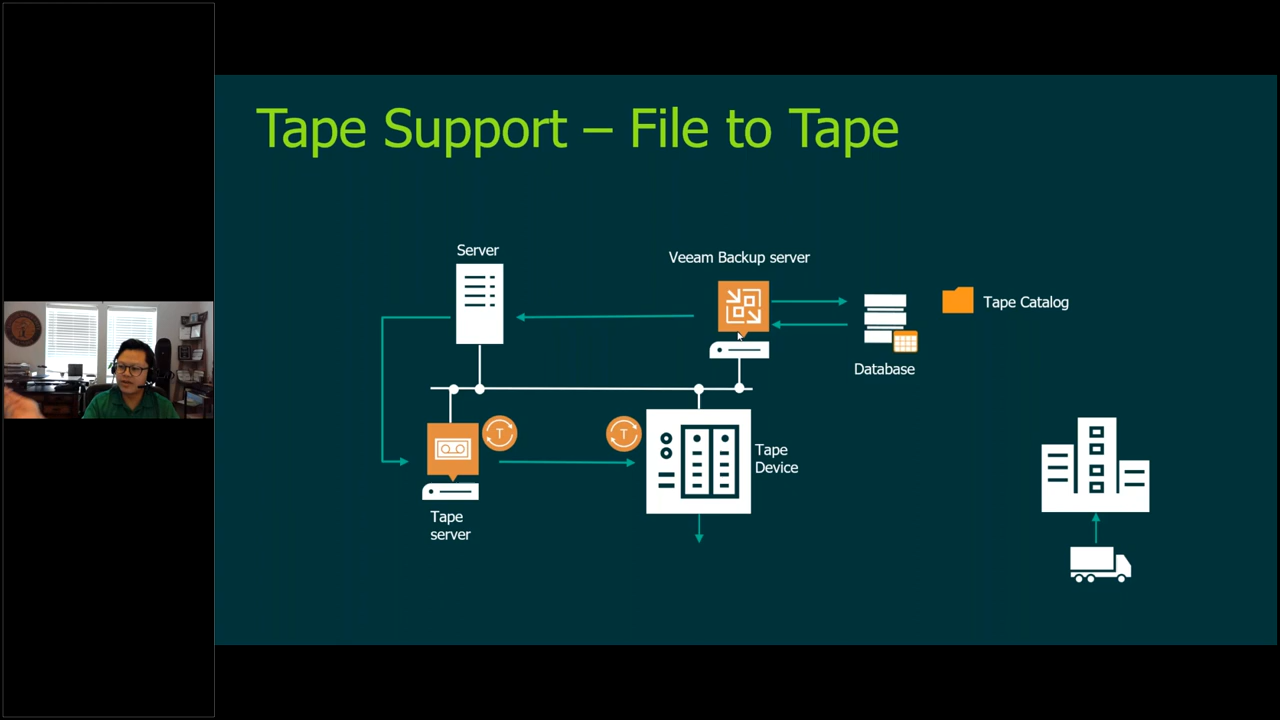 Tape Support – File to Tape
Server
Veeam Backup server
Tape Catalog
Database
T
T
Tape
Device
Tape
server